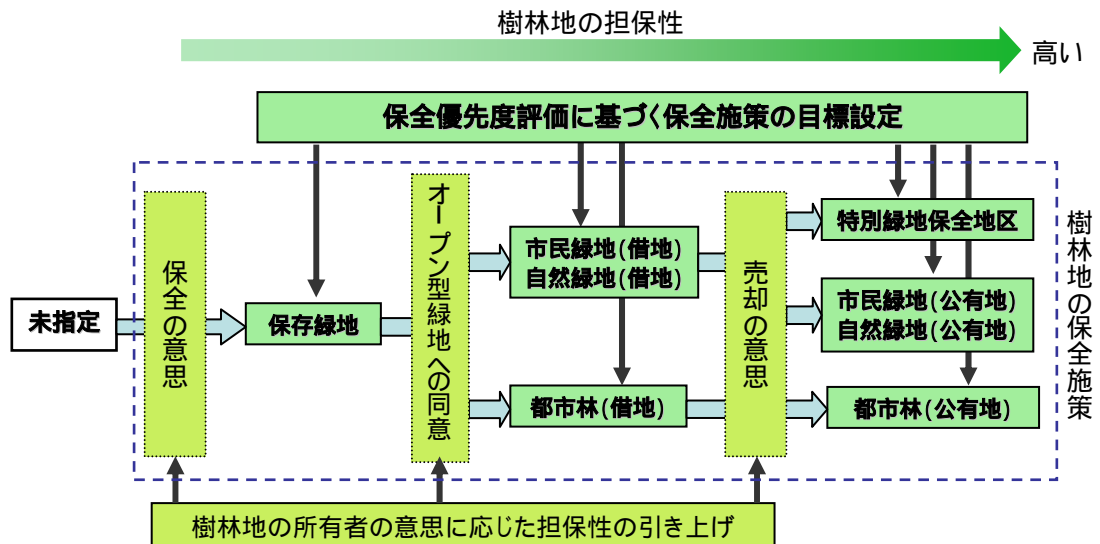 樹林地の担保性
高い
保全優先度評価に基づく保全施策の目標設定
未指定
保全の意思
保存緑地
オープン型緑地への同意
市民緑地(借地)
自然緑地(借地)
都市林(借地)
売却の意思
特別緑地保全地区
市民緑地(公有地)
自然緑地(公有地)
都市林(公有地)
樹林地の保全施策
樹林地の所有者の意思に応じた担保性の引き上げ